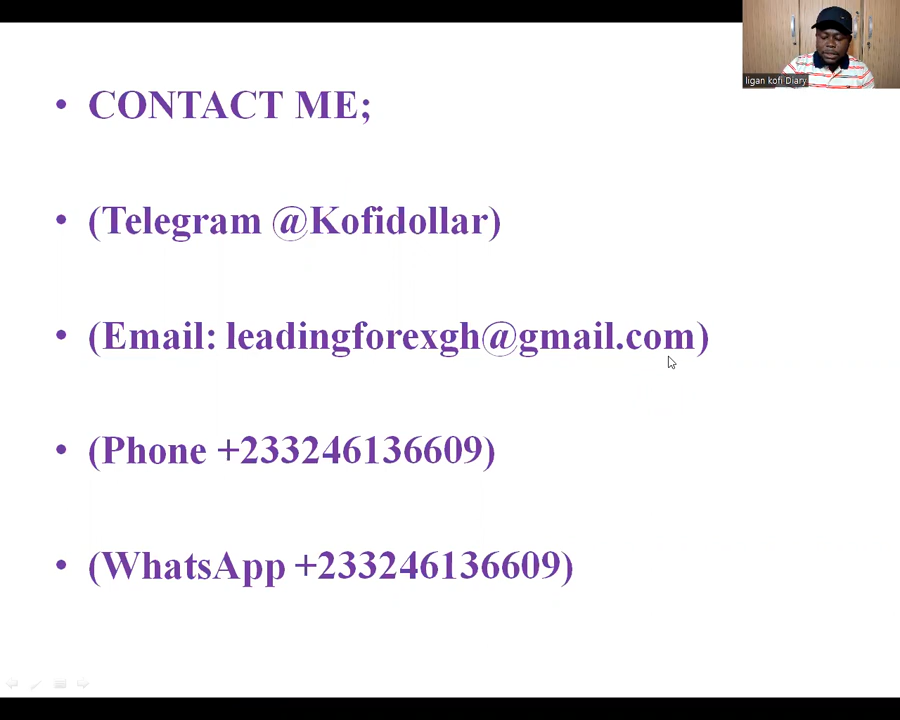 ligan kofi Diary
• CONTACT ME;
• (Telegram @Kofidollar)
• (Email: leadingforexgh@gmail.com)
• (Phone +233246136609)
• (WhatsApp +233246136609)